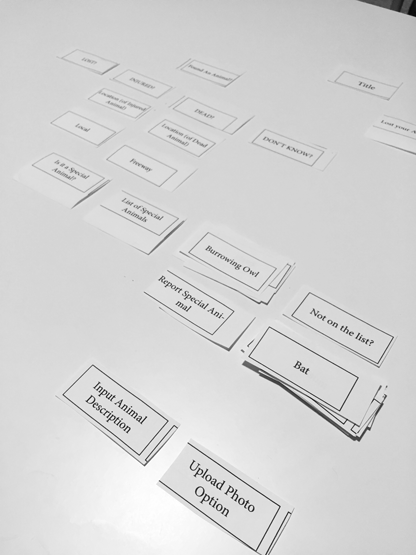 LOST?
Found An Animal?
Title
INJURED?
Location (of Injured
Animal)
DEAD?
Lost your
Local
Location (of Dead
Animal)
DON'T KNOW?
Freeway
Is it a Special
Animal?
List of Special
Animals
Burrowing Owl
Report Special Ani-
mal
Not on the list?
Bat
Input Animal
Description
Upload Photo
Option